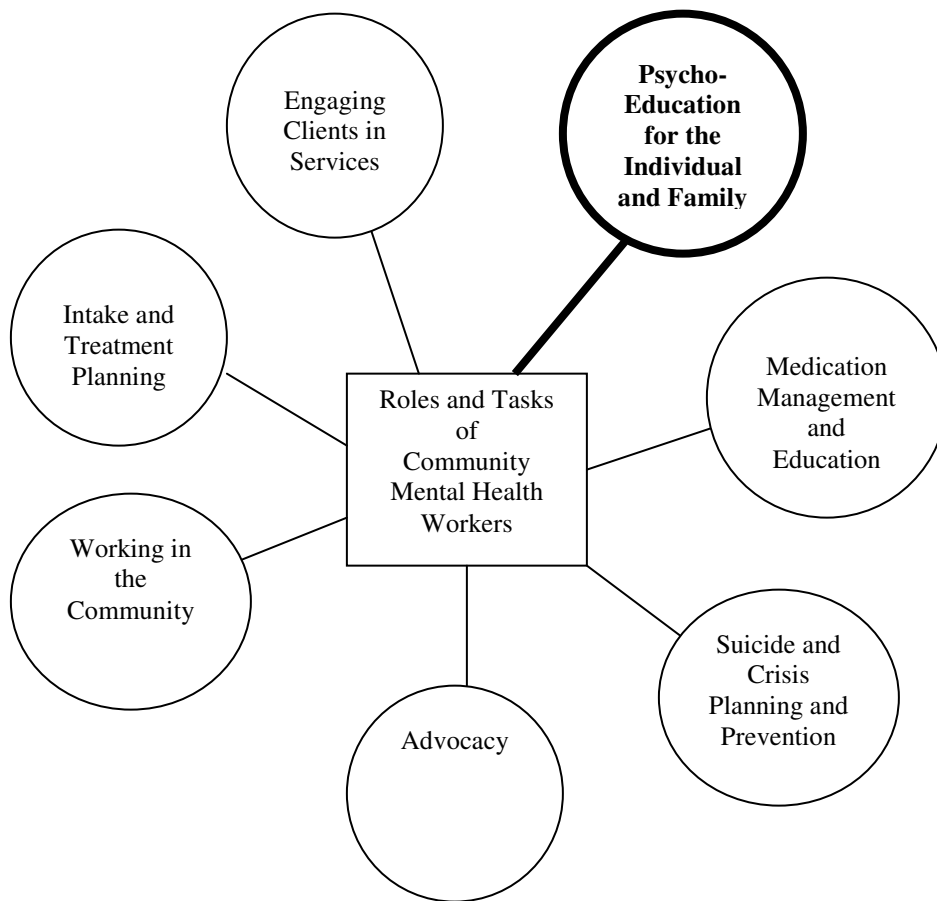 Psycho-
Education
for the
Individual
and Family
Engaging
Clients in
Services
Intake and
Treatment
Planning
Medication
Management
and
Education
Roles and Tasks
of
Community
Mental Health
Workers
Working in
the
Community
Suicide and
Crisis
Planning and
Prevention
Advocacy